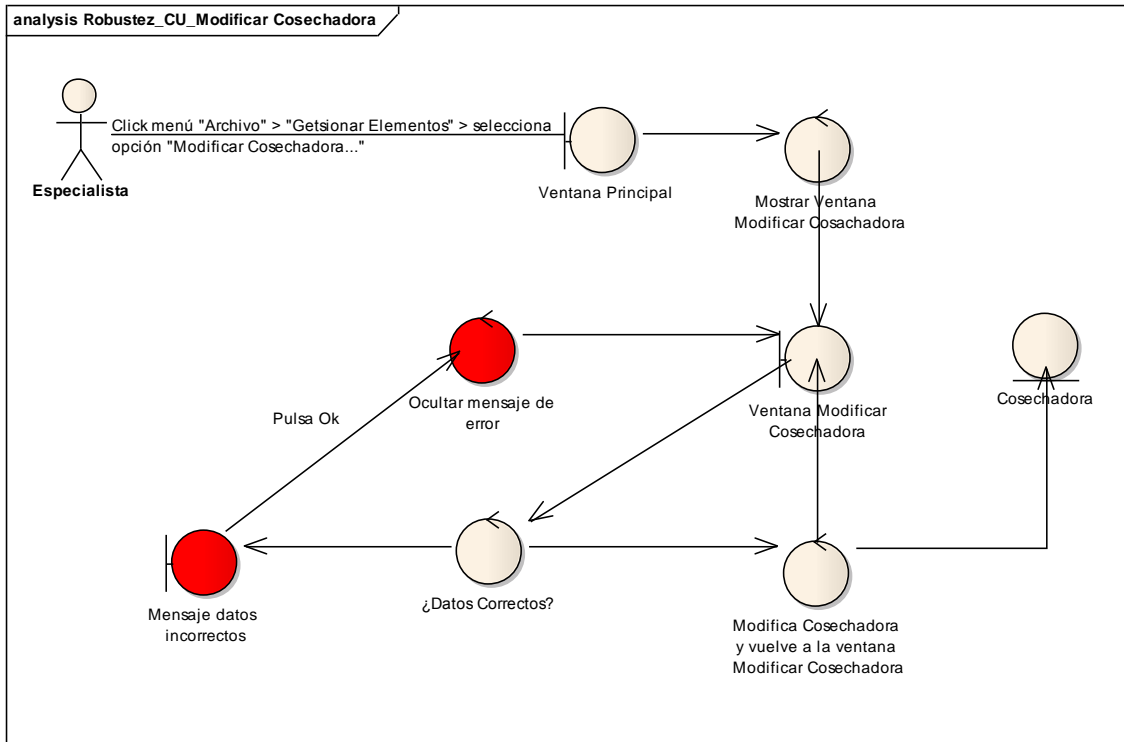 analysis Robustez_CU_Modificar Cosechadora
Click menú "Archivo" > "Getsionar Elementos" > selecciona
opción "Modificar Cosechadora..."
Especialista
Ventana Principal
Mostrar Ventana
Modificar Cosachadora
Ocultar mensaje de
error
Ventana Modificar
Cosechadora
Cosechadora
Pulsa Ok
Mensaje datos
incorrectos
¿Datos Correctos?
Modifica Cosechadora
y vuelve a la ventana
Modificar Cosechadora